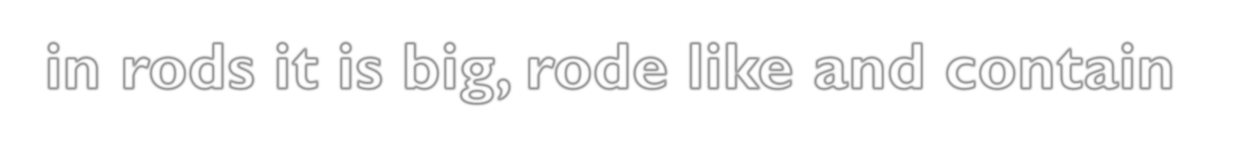 in rods it is big, rode like and contain